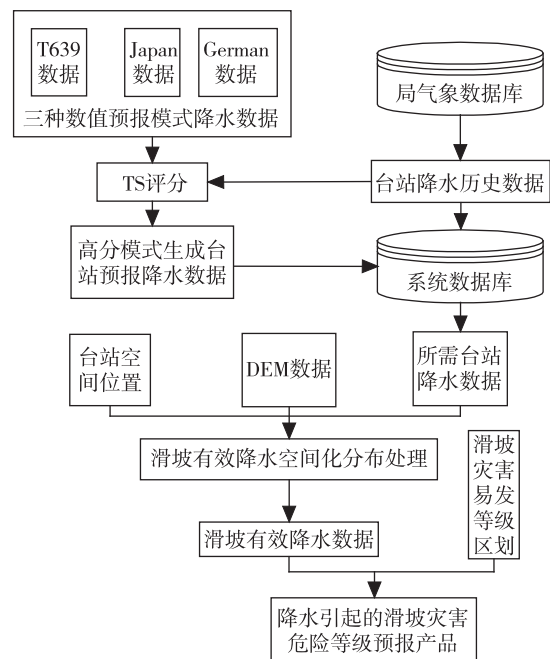 T639
数据
Japan
数据
German
数据
三种数值预报模式降水数据
局气象数据库
TS评分
台站降水历史数据
高分模式生成台
站预报降水数据
系统数据库
台站空
间位置
DEM数据
所需台站
降水数据
滑坡有效降水空间化分布处理
滑坡
灾害
易发
等级
区划
滑坡有效降水数据
降水引起的滑坡灾害
危险等级预报产品